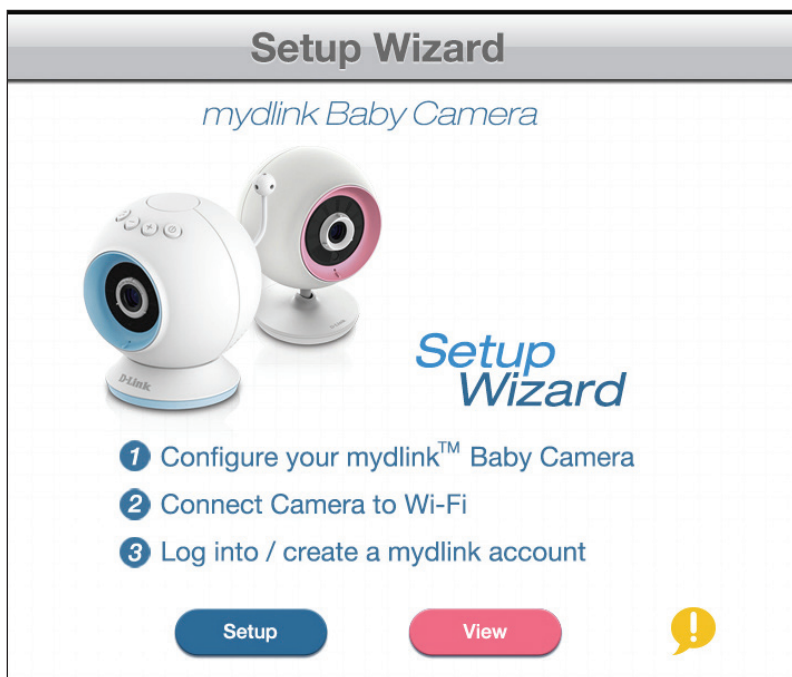 Setup Wizard
mydlink Baby Camera
D-Link
Setup
Wizard
1 Configure your mydlink™ Baby Camera
2 Connect Camera to Wi-Fi
3 Log into / create a mydlink account
Setup
View
!